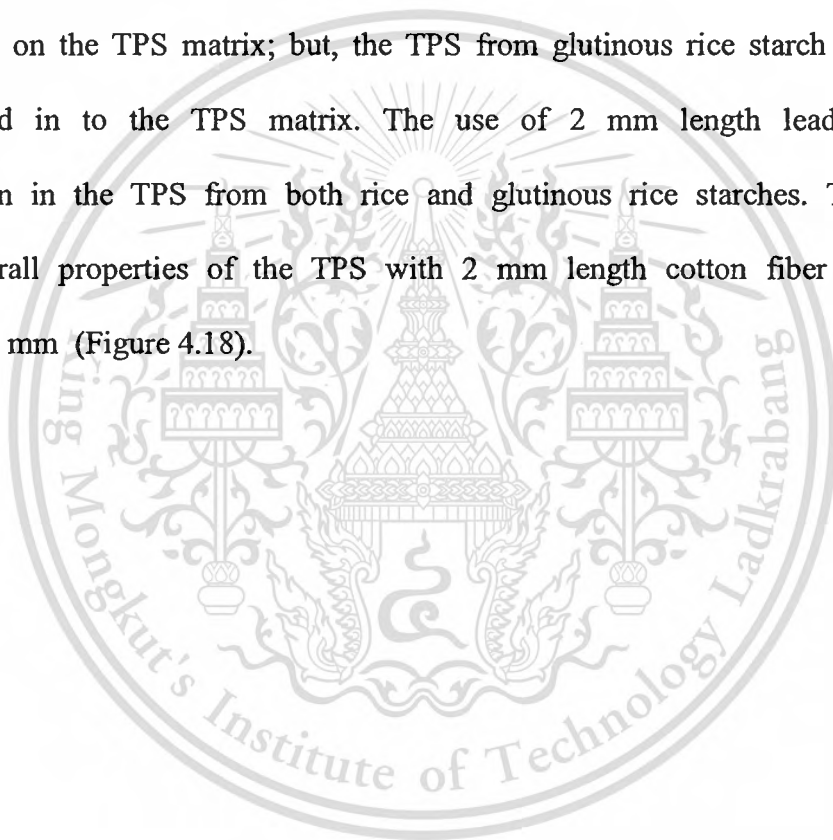 on the TPS matrix; but, the TPS from glutinous rice starch
d in to the TPS matrix. The use of 2 mm length lead
n in the TPS from both rice and glutinous rice starches. T
rall properties of the TPS with 2 mm length cotton fiber
mm (Figure 4.18).
King Mongkut's Institute of Technology Ladkrabang